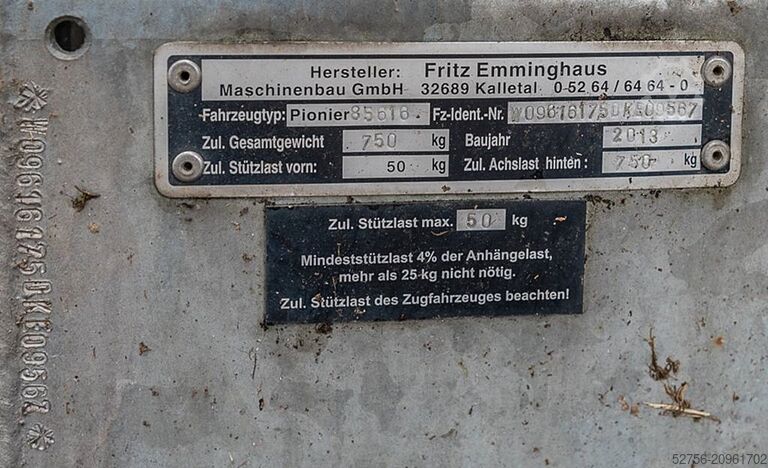 Hersteller: Fritz Emminghaus
Maschinenbau GmbH 32689 Kalletal 0-52 64 / 64 64 - 0
Fahrzeugtyp: Pionier 85616 Fz-Ident.-Nr.
Zul. Gesamtgewicht 750 kg Baujahr 2013
Zul. Stützlast vorn: 50 kg Zul. Achslast hinten: 750 kg
Zul. Stützlast max. 50 kg
Mindeststützlast 4% der Anhängelast,
mehr als 25 kg nicht nötig.
Zul. Stützlast des Zugfahrzeuges beachten!
52756-20961702